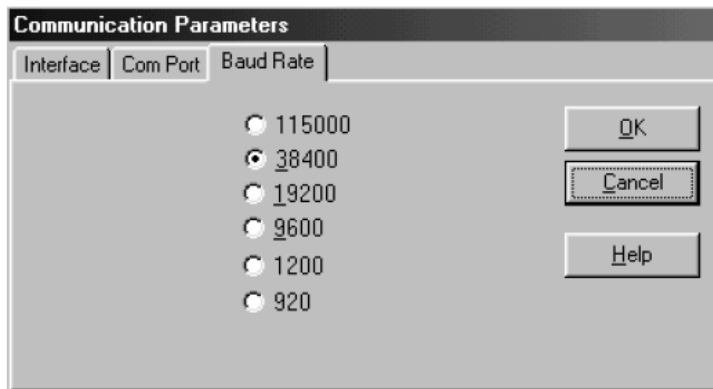 Communication Parameters
Interface Com Port Baud Rate
115000
38400
19200
9600
1200
920
OK
Cancel
Help